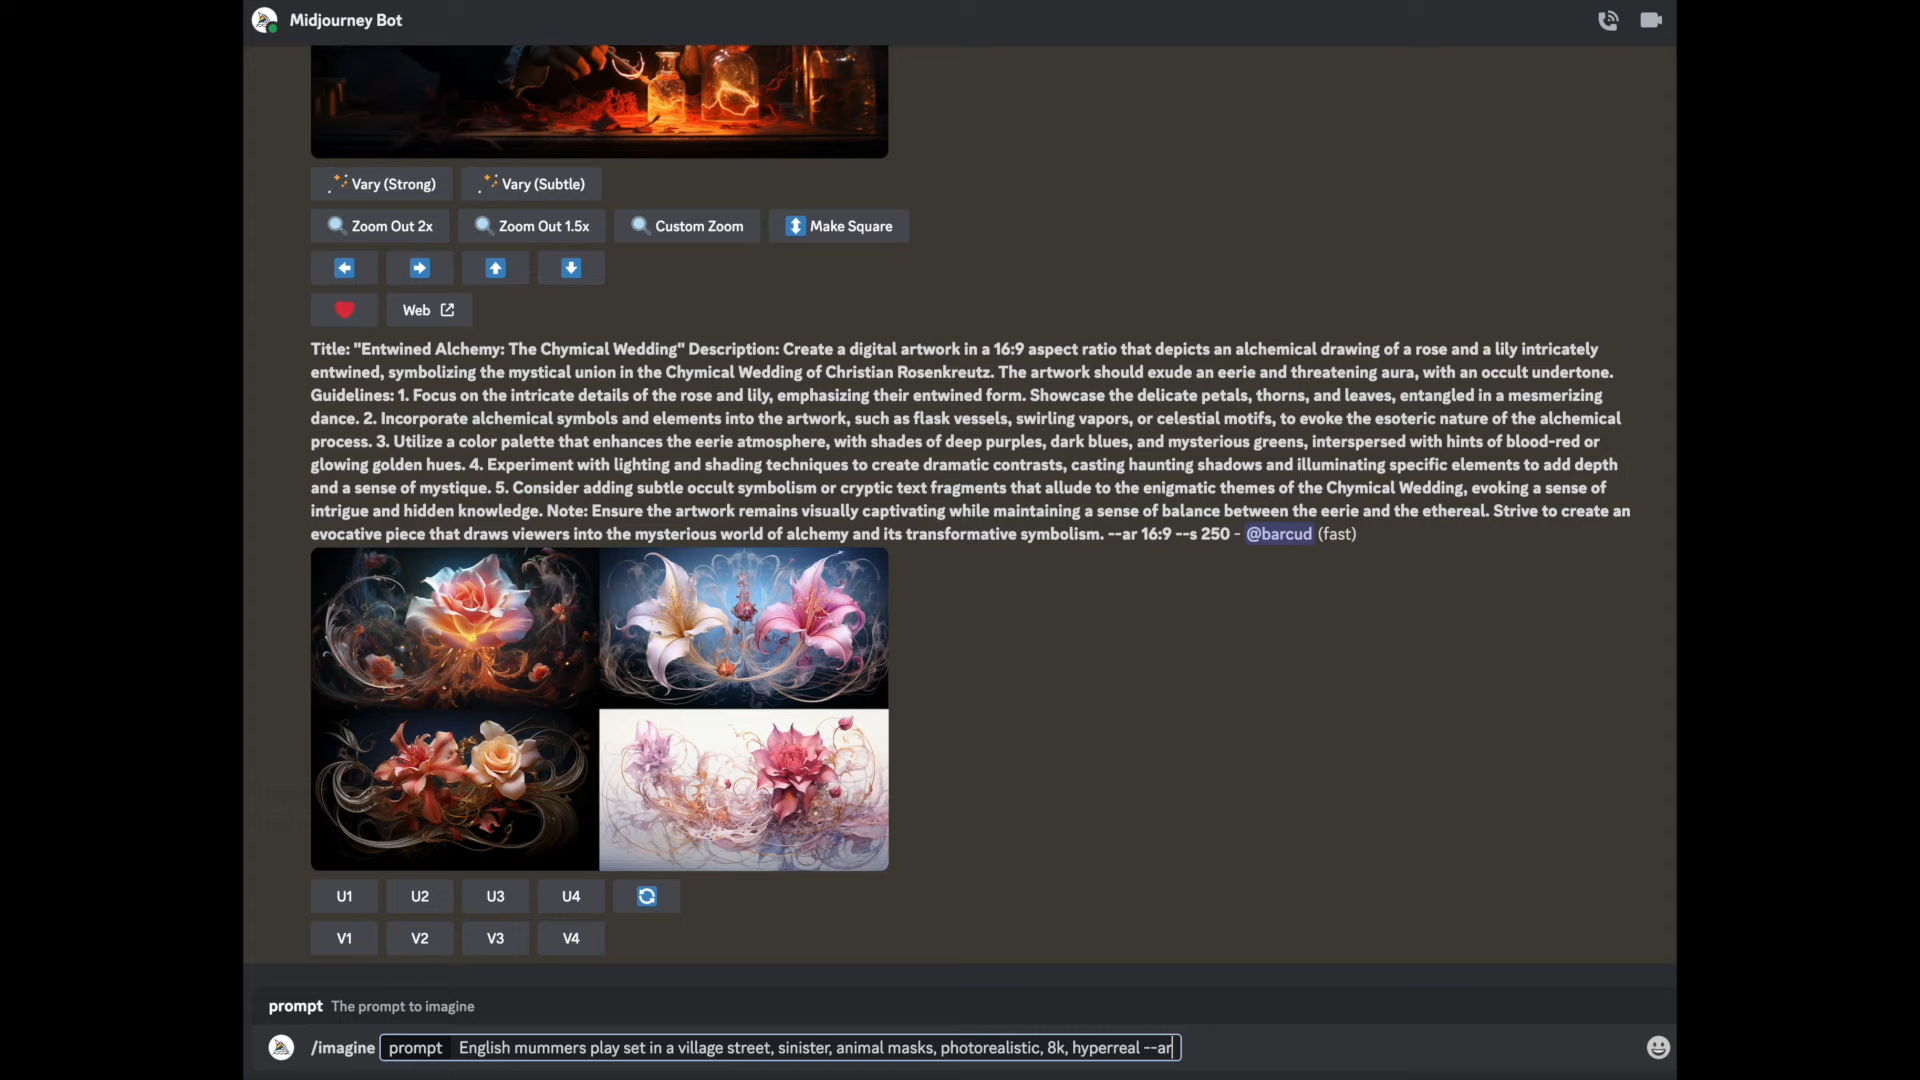 Midjourney Bot
Vary (Strong) Vary (Subtle)
Zoom Out 2x Zoom Out 1.5x Custom Zoom Make Square
Web
Title: "Entwined Alchemy: The Chymical Wedding" Description: Create a digital artwork in a 16:9 aspect ratio that depicts an alchemical drawing of a rose and a lily intricately
entwined, symbolizing the mystical union in the Chymical Wedding of Christian Rosenkreutz. The artwork should exude an eerie and threatening aura, with an occult undertone.
Guidelines: 1. Focus on the intricate details of the rose and lily, emphasizing their entwined form. Showcase the delicate petals, thorns, and leaves, entangled in a mesmerizing
dance. 2. Incorporate alchemical symbols and elements into the artwork, such as flask vessels, swirling vapors, or celestial motifs, to evoke the esoteric nature of the alchemical
process. 3. Utilize a color palette that enhances the eerie atmosphere, with shades of deep purples, dark blues, and mysterious greens, interspersed with hints of blood-red or
glowing golden hues. 4. Experiment with lighting and shading techniques to create dramatic contrasts, casting haunting shadows and illuminating specific elements to add depth
and a sense of mystique. 5. Consider adding subtle occult symbolism or cryptic text fragments that allude to the enigmatic themes of the Chymical Wedding, evoking a sense of
intrigue and hidden knowledge. Note: Ensure the artwork remains visually captivating while maintaining a sense of balance between the eerie and the ethereal. Strive to create an
evocative piece that draws viewers into the mysterious world of alchemy and its transformative symbolism. --ar 16:9 --s 250 - @barcud (fast)
U1 U2 U3 U4
V1 V2 V3 V4
prompt The prompt to imagine
/imagine prompt English mummers play set in a village street, sinister, animal masks, photorealistic, 8k, hyperreal --ar